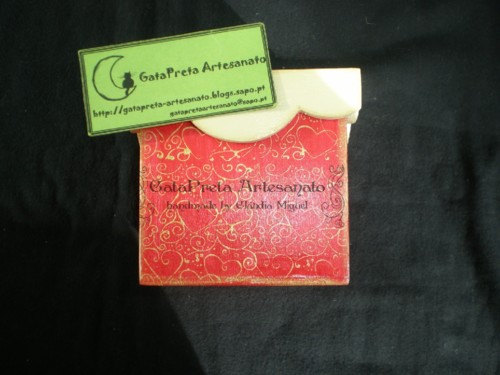 GataPreta Artesanato
http://gatapreta-artesanato.blogs.sapo.pt
gatapretaartesanato@sapo.pt
GataPreta Artesanato
handmade by Cláudia Miguel